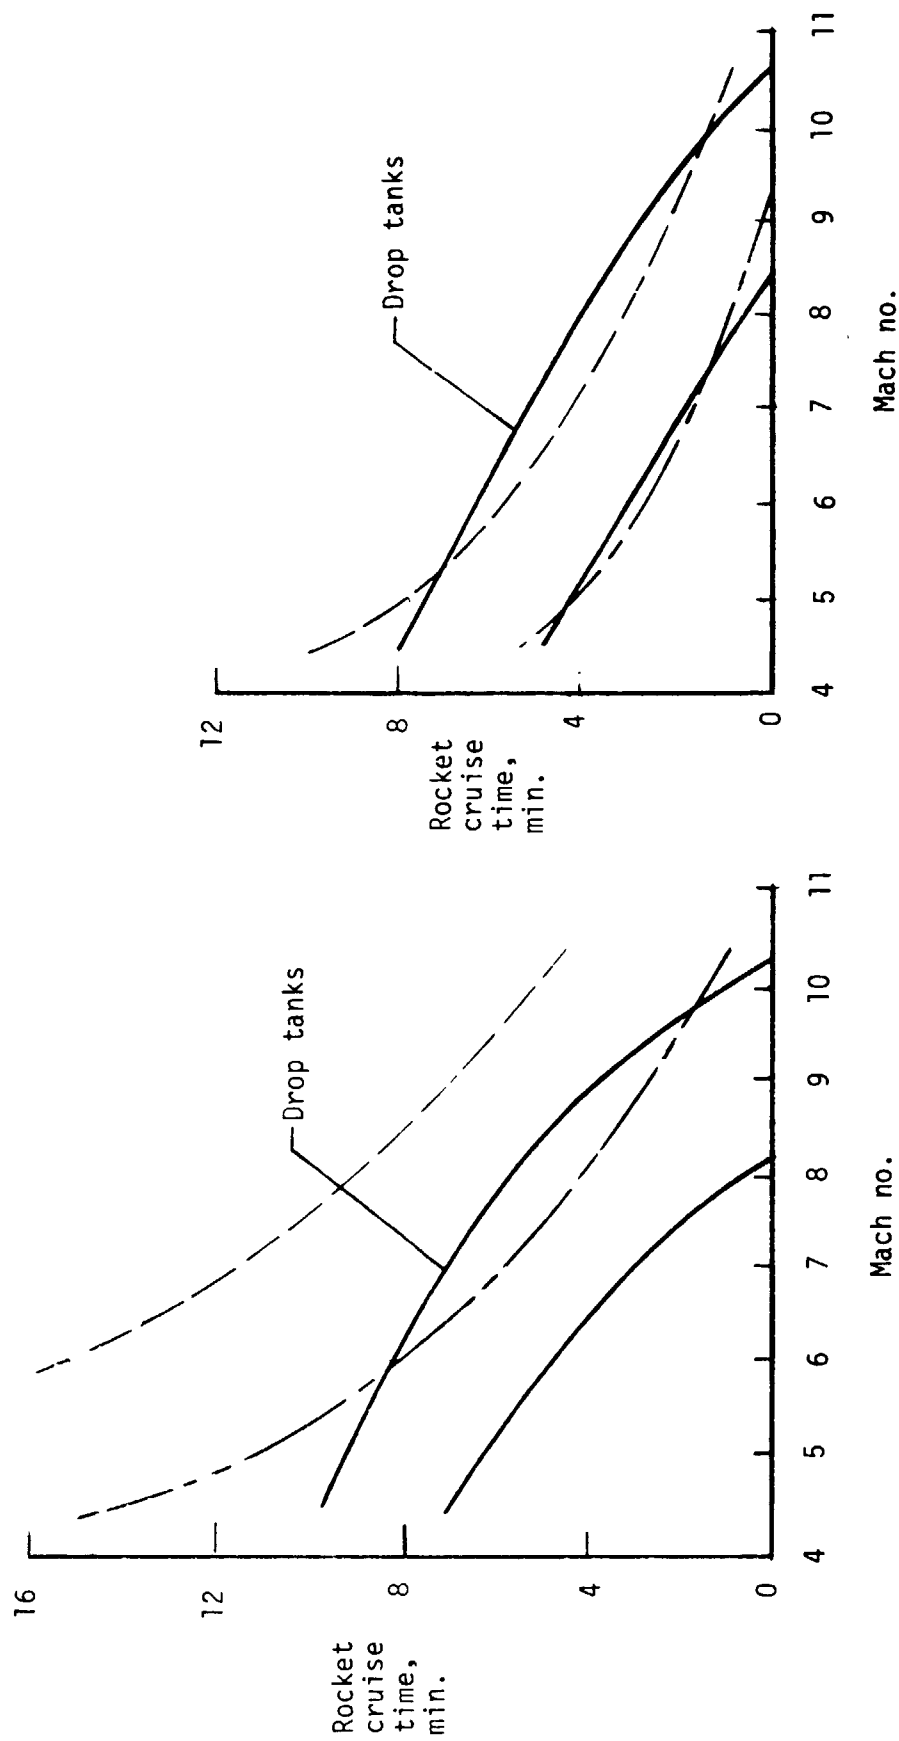 16
12
8
4
0
Rocket
cruise
time,
min.
Drop tanks
4
5
6
7
8
9
10
11
Mach no.
12
8
4
0
Rocket
cruise
time,
min.
Drop tanks
4
5
6
7
8
9
10
11
Mach no.